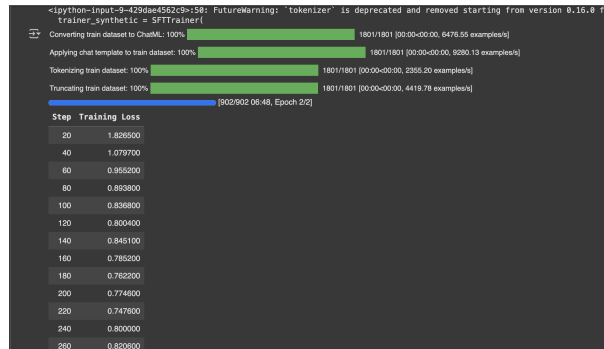 <ipython-input-9-429dae4562c9>:50: FutureWarning: `tokenizer` is deprecated and removed starting from version 0.16.0 f
trainer_synthetic = SFTTrainer(
Converting train dataset to ChatML: 100% 1801/1801 [00:00<00:00, 6476.55 examples/s]
Applying chat template to train dataset: 100% 1801/1801 [00:00<00:00, 9280.13 examples/s]
Tokenizing train dataset: 100% 1801/1801 [00:00<00:00, 2355.20 examples/s]
Truncating train dataset: 100% 1801/1801 [00:00<00:00, 4419.78 examples/s]
[902/902 06:48, Epoch 2/2]
Step Training Loss
20 1.826500
40 1.079700
60 0.955200
80 0.893800
100 0.836800
120 0.800400
140 0.845100
160 0.785200
180 0.762200
200 0.774600
220 0.747600
240 0.800000
260 0.820600